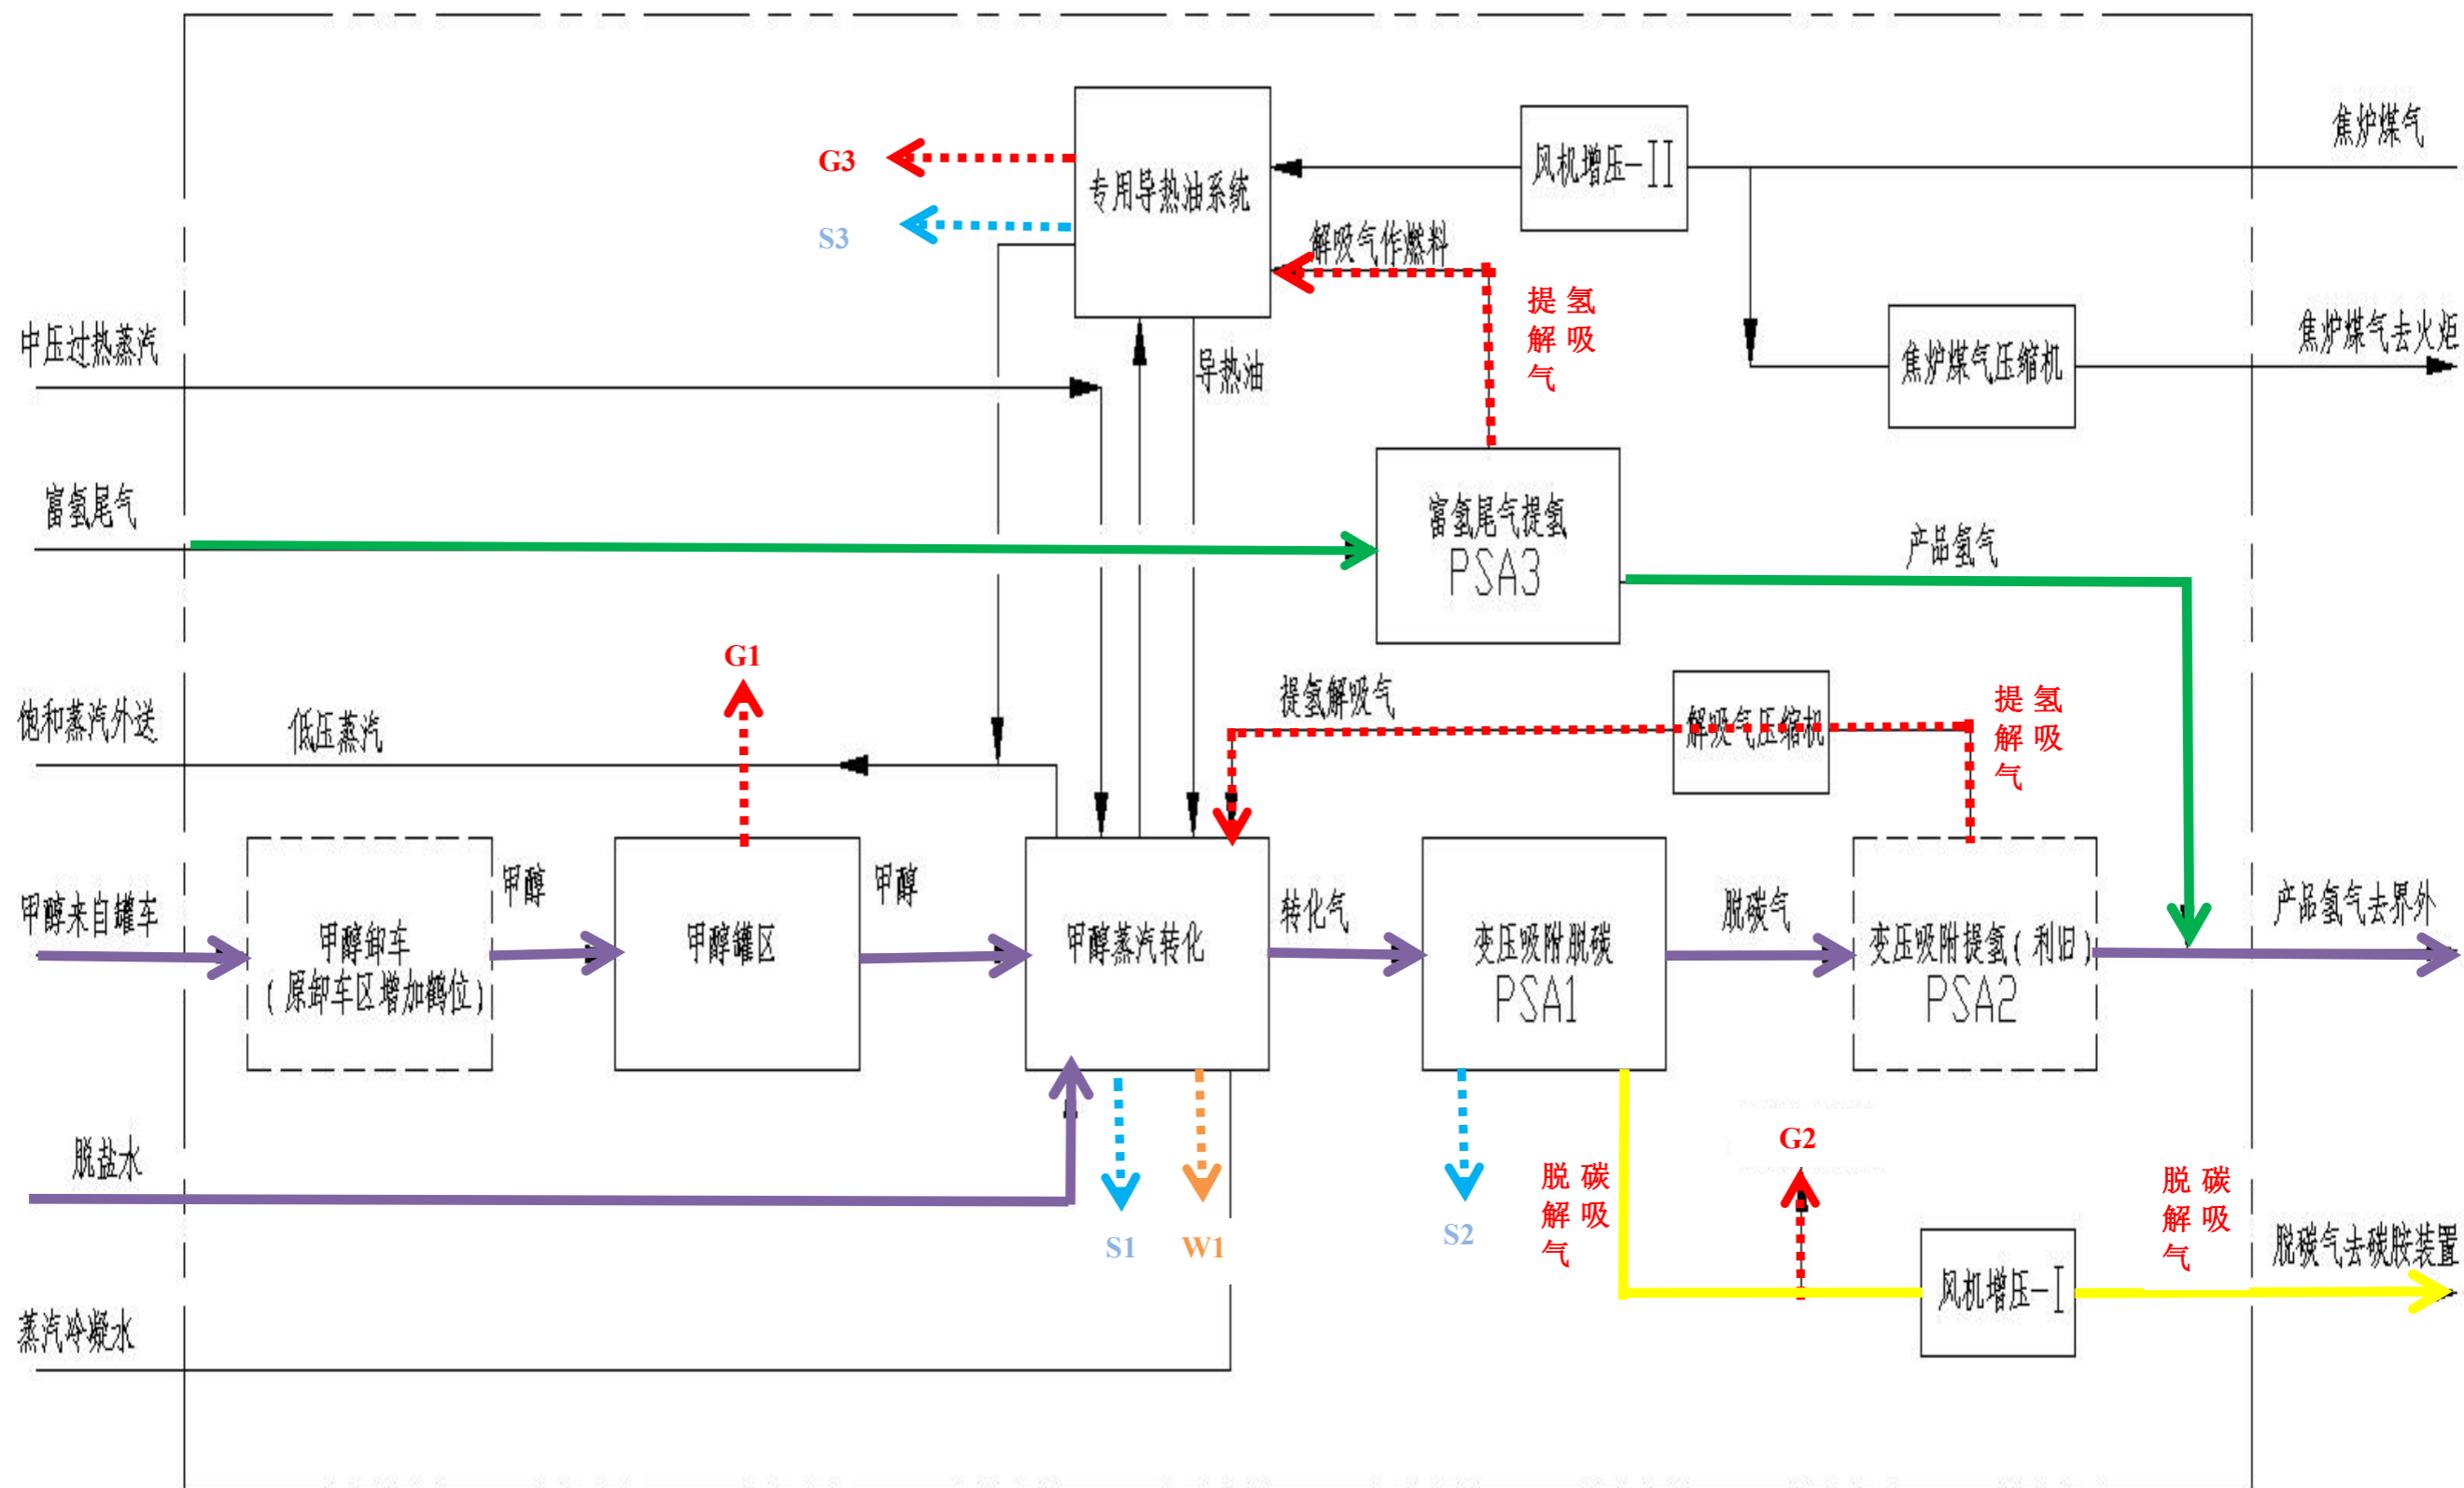 焦炉煤气
G3
专用导热油系统
风机增压-II
S3
解吸气作燃料
提氢
解吸
气
中压过热蒸汽
导热油
焦炉煤气压缩机
焦炉煤气去火炬
富氢尾气
富氢尾气提氢
PSA3
产品氢气
G1
饱和蒸汽外送
低压蒸汽
提氢解吸气
解吸气压缩机
提氢
解吸
气
甲醇来自罐车
甲醇卸车
(原卸车区增加鹤位)
甲醇
甲醇罐区
甲醇
甲醇蒸汽转化
转化气
变压吸附脱碳
PSA1
脱碳气
变压吸附提氢(利旧)
PSA2
产品氢气去界外
脱盐水
S1
W1
S2
脱碳
解吸
气
G2
脱碳
解吸
气
风机增压-I
脱碳气去碳胺装置
蒸汽冷凝水